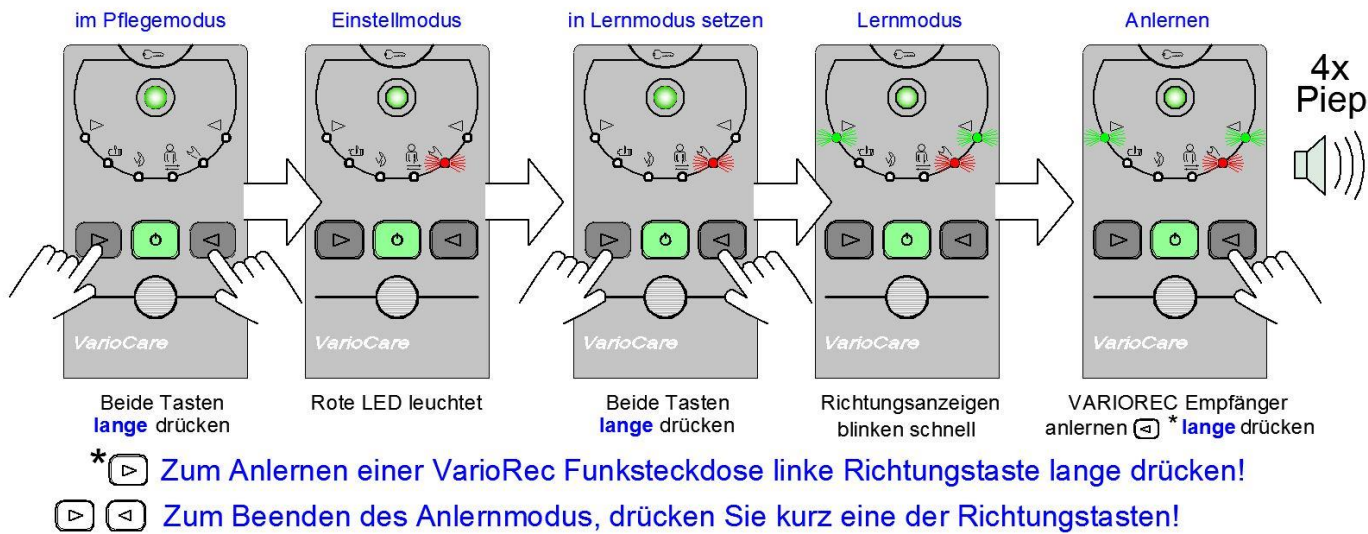 im Pflegemodus
Einstellmodus
in Lernmodus setzen
Lernmodus
Anlernen
4x
Piep
VarioCare
VarioCare
VarioCare
VarioCare
VarioCare
Beide Tasten
lange drücken
Rote LED leuchtet
Beide Tasten
lange drücken
Richtungsanzeigen
blinken schnell
VARIOREC Empfänger
anlernen * lange drücken
* Zum Anlernen einer VarioRec Funksteckdose linke Richtungstaste lange drücken!
Zum Beenden des Anlernmodus, drücken Sie kurz eine der Richtungstasten!